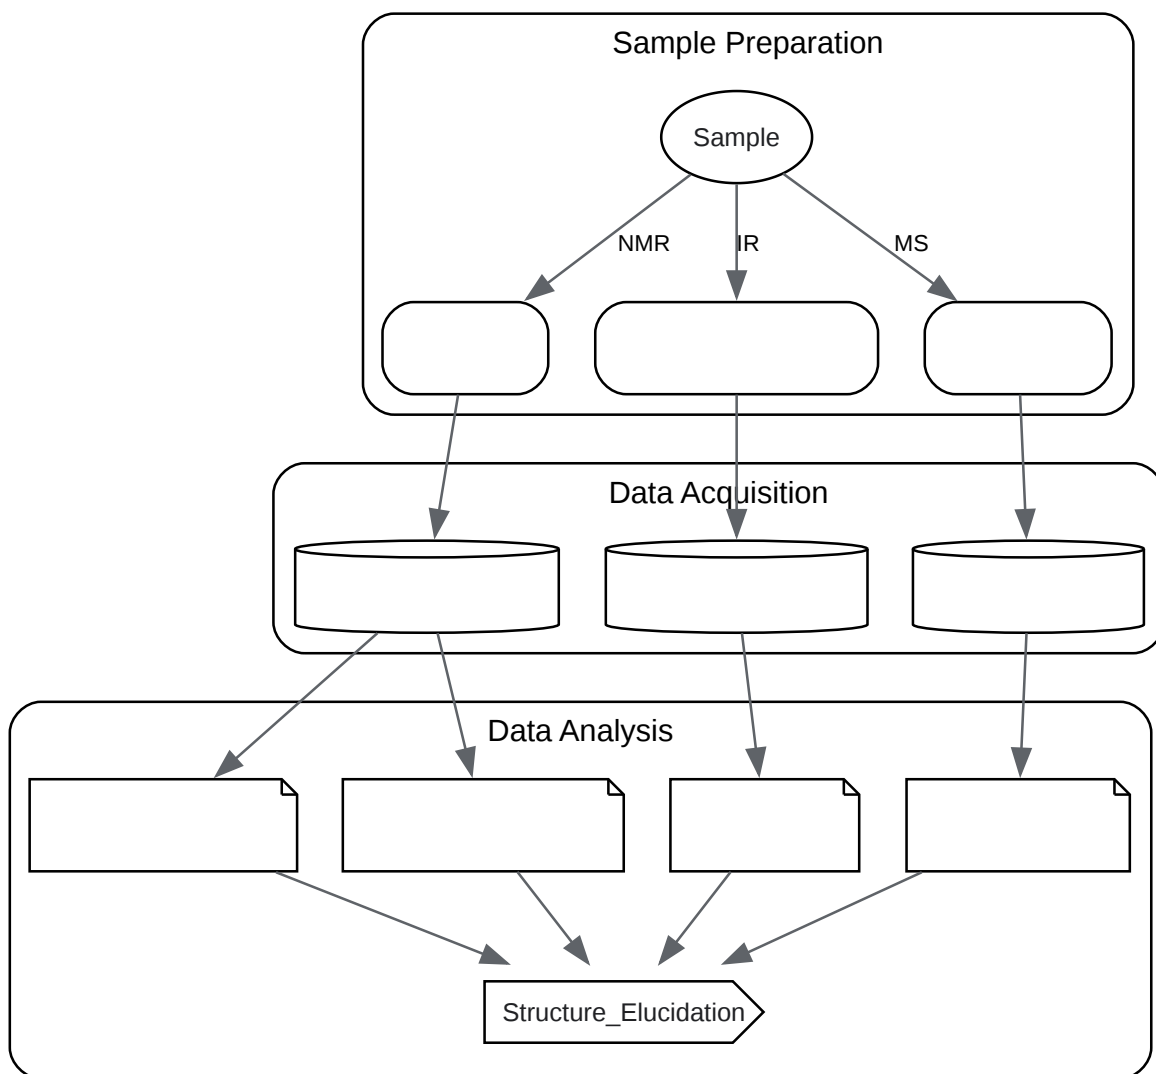 Sample Preparation
Sample
NMR
IR
MS
Data Acquisition
Data Analysis
Structure_Elucidation